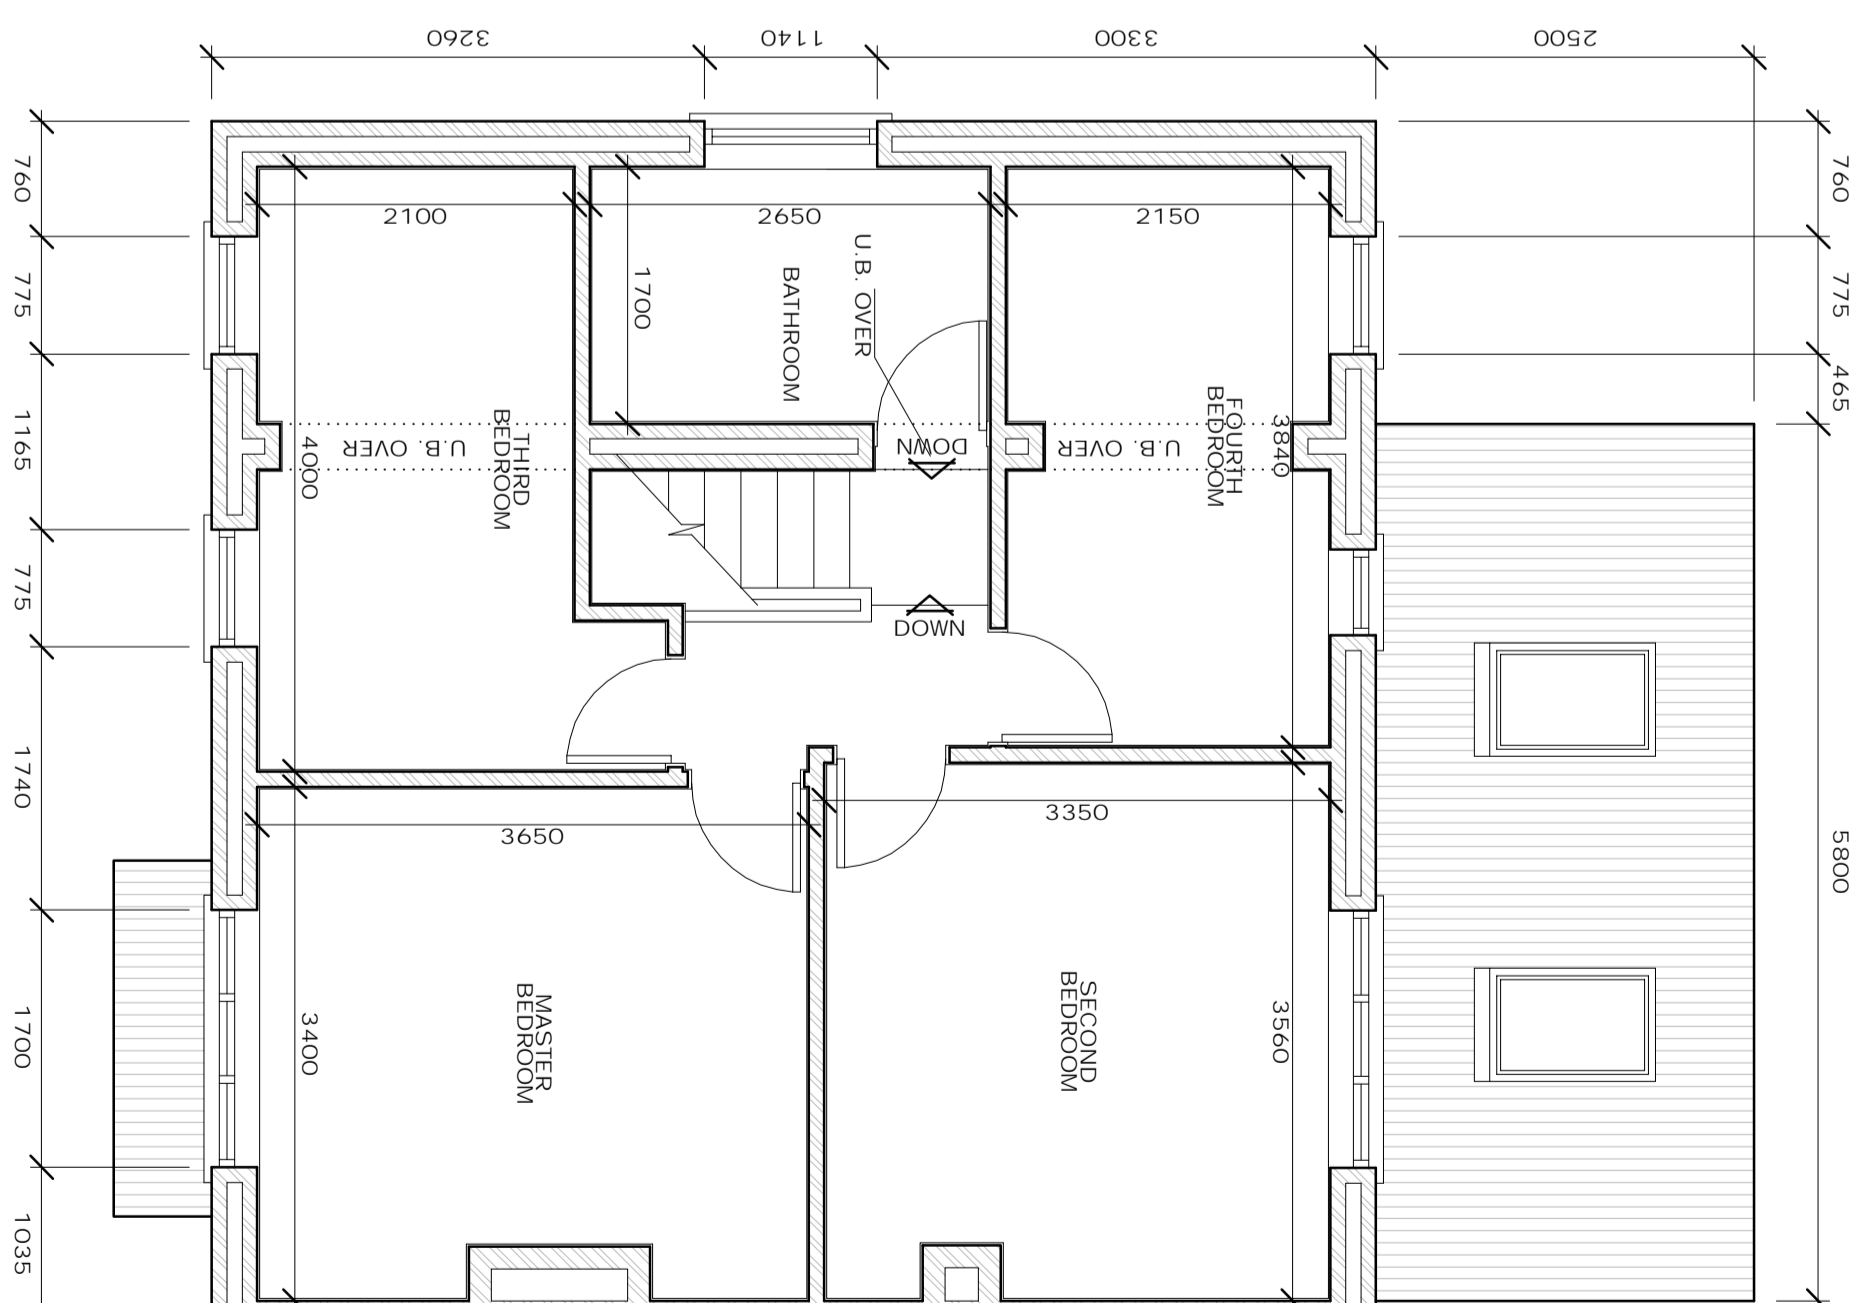 3260
1140
3300
2500
760
775
1165
775
1740
1700
1035
760
775
465
5800
2100
2650
2150
1700
BATHROOM
U.B. OVER
4000
U.B. OVER
THIRD
BEDROOM
DOWN
U.B. OVER
FOURTH
BEDROOM
3840
DOWN
3650
3350
3400
MASTER
BEDROOM
SECOND
BEDROOM
3560